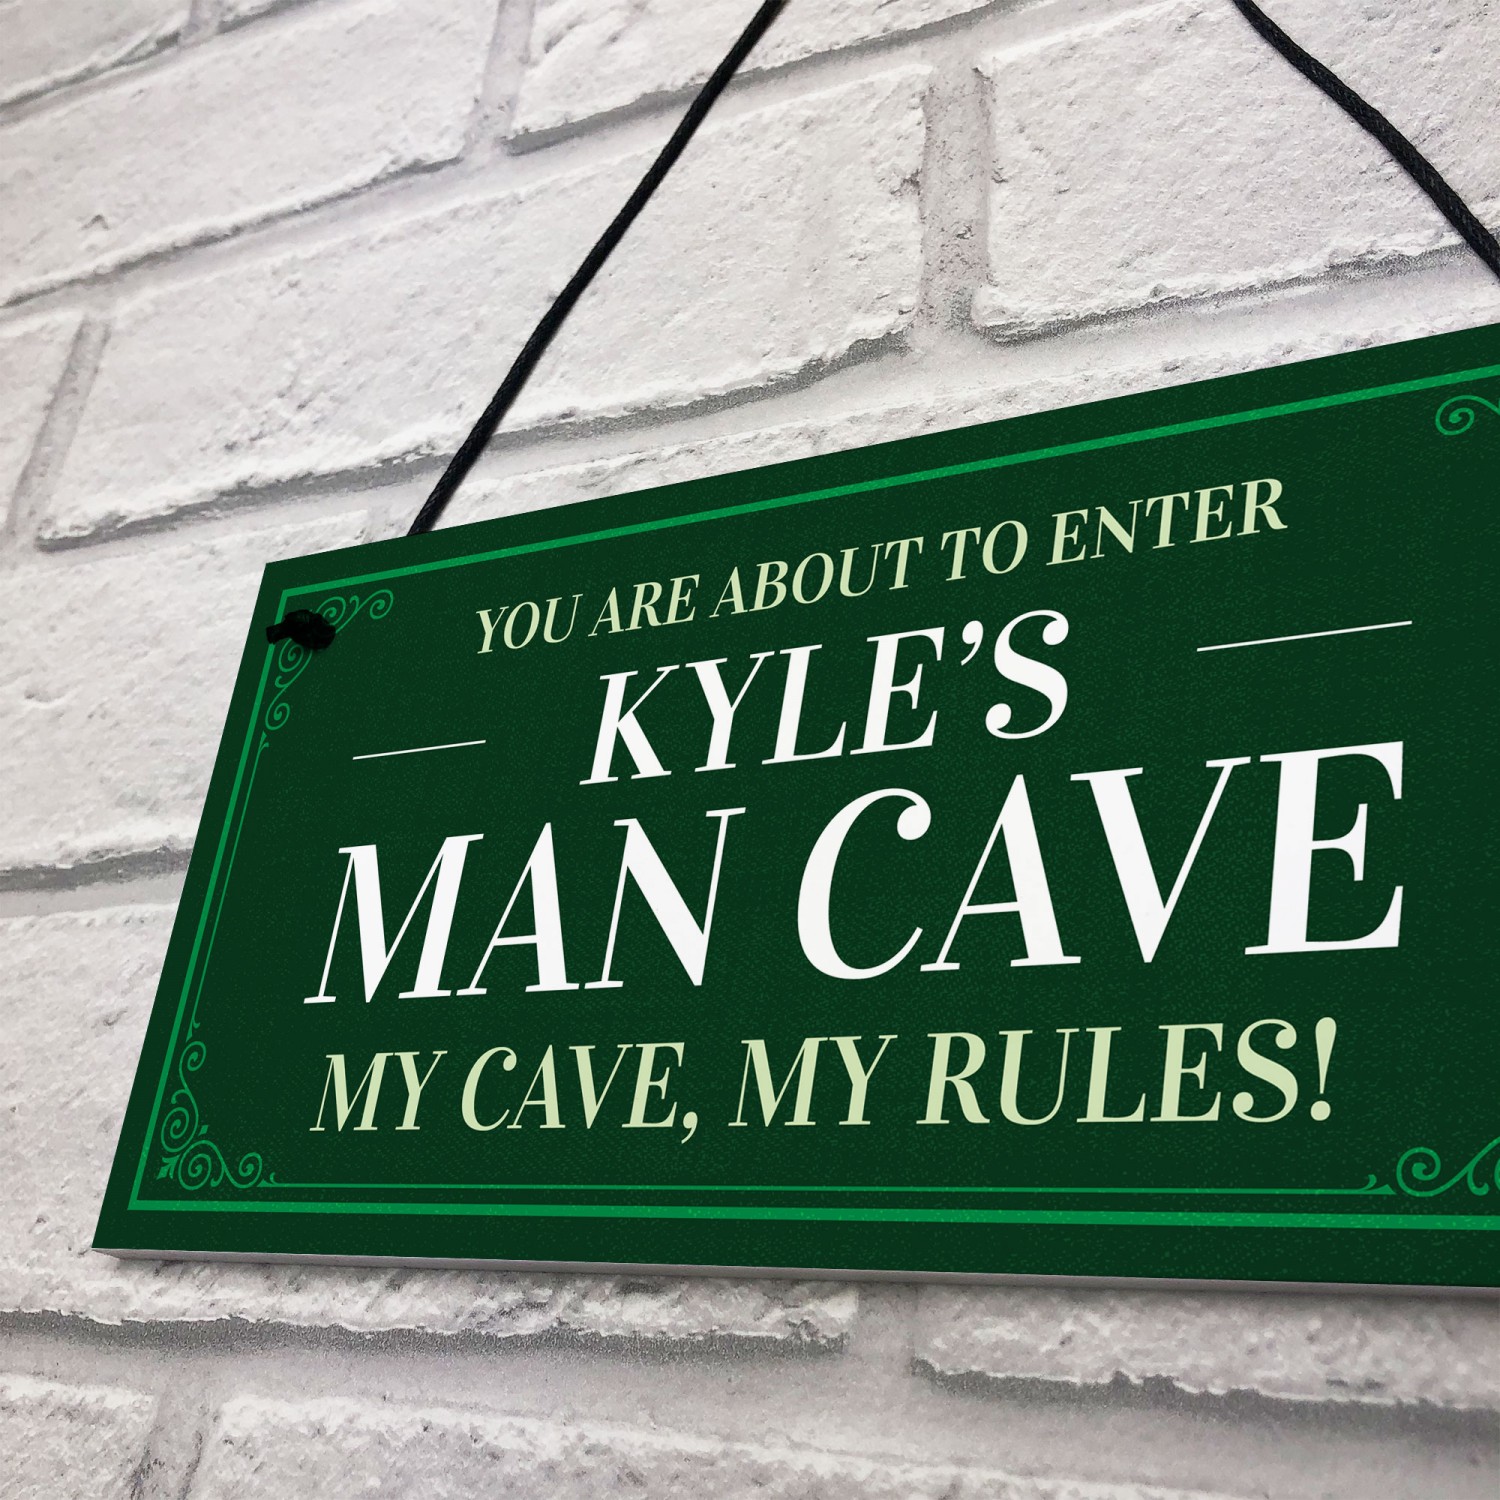 YOU ARE ABOUT TO ENTER
KYLE'S
MAN CAVE
MY CAVE, MY RULES!